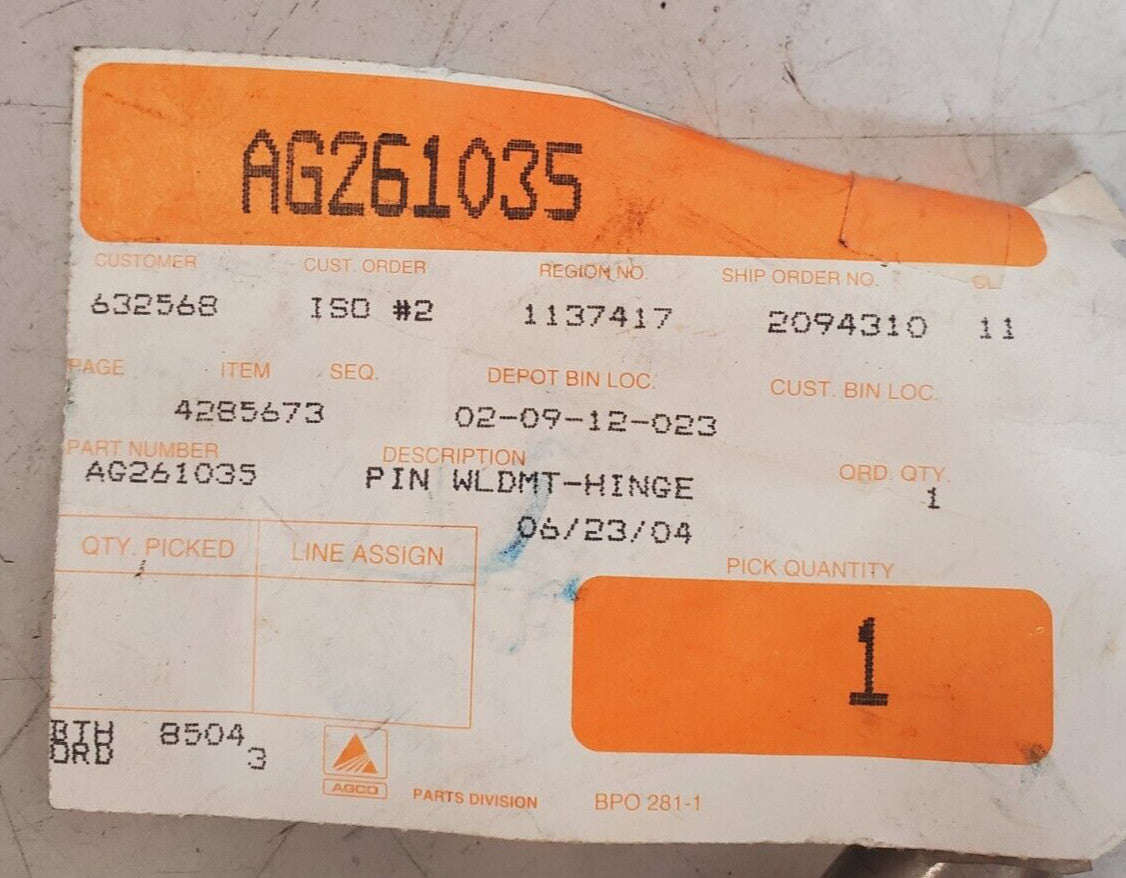 AG261035
CUSTOMER CUST. ORDER REGION NO. SHIP ORDER NO. CL.
632568 ISO #2 1137417 2094310 11
PAGE ITEM SEQ. DEPOT BIN LOC. CUST. BIN LOC.
4285673 02-09-12-023
PART NUMBER DESCRIPTION ORD. QTY.
AG261035 PIN WLDMT-HINGE 1
06/23/04
QTY. PICKED LINE ASSIGN PICK QUANTITY
1
BTH 8504
ORD 3
AGCO PARTS DIVISION BPO 281-1